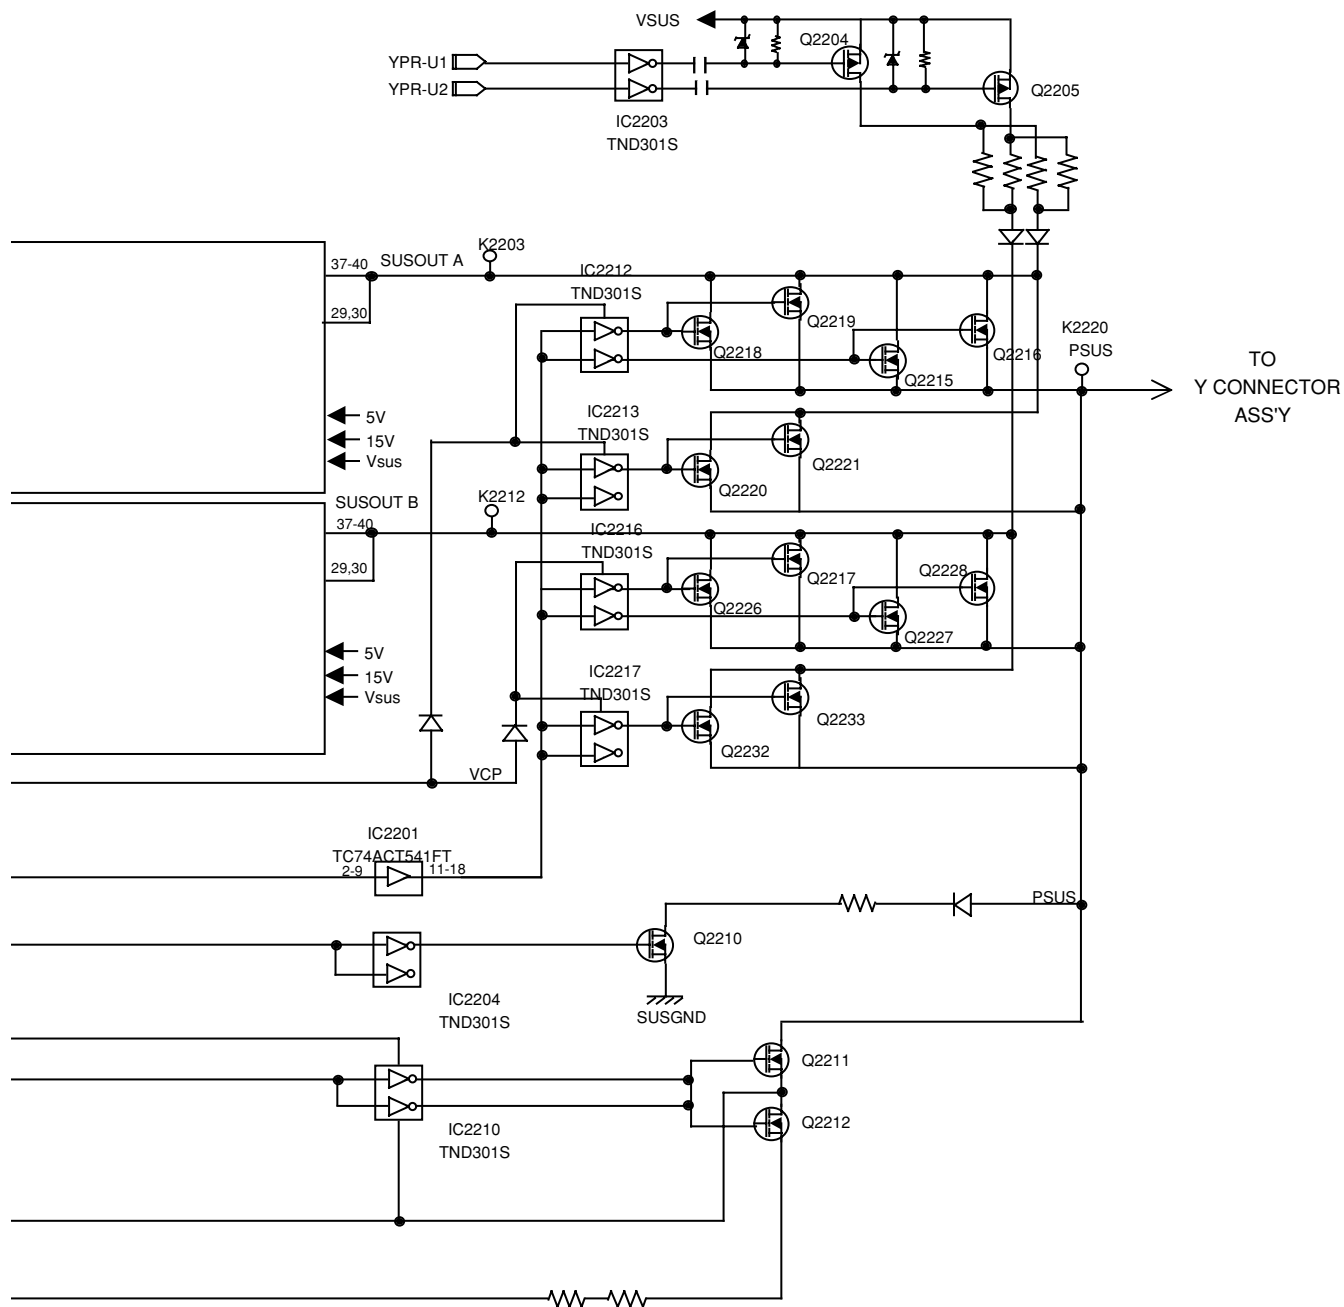 VSUS
Q2204
YPR-U1
YPR-U2
Q2205
IC2203
TND301S
K2203
37-40
SUSOUT A
IC2212
TND301S
29,30
Q2219
Q2218
Q2216
Q2215
K2220
PSUS
TO
Y CONNECTOR
ASS'Y
5V
15V
Vsus
IC2213
TND301S
Q2221
Q2220
SUSOUT B
K2212
37-40
IC2216
TND301S
29,30
Q2217
Q2228
Q2226
Q2227
5V
15V
Vsus
IC2217
TND301S
Q2233
Q2232
VCP
IC2201
TC74ACT541FT
2-9
11-18
PSUS
Q2210
IC2204
TND301S
SUSGND
Q2211
Q2212
IC2210
TND301S